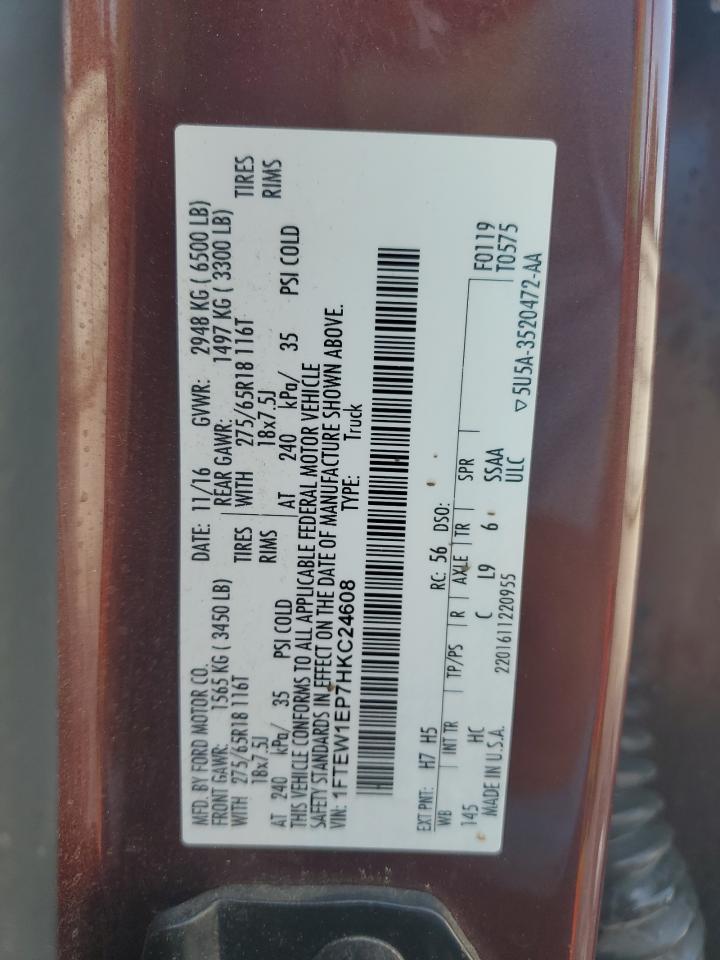 MFD. BY FORD MOTOR CO. DATE: 11/16 GVWR: 2948 KG ( 6500 LB)
FRONT GAWR: 1565 KG ( 3450 LB) REAR GAWR: 1497 KG ( 3300 LB)
WITH 275/65R18 116T TIRES WITH 275/65R18 116T TIRES
18x7.5J RIMS 18x7.5J RIMS
AT 240 kPa/ 35 PSI COLD AT 240 kPa/ 35 PSI COLD
THIS VEHICLE CONFORMS TO ALL APPLICABLE FEDERAL MOTOR VEHICLE
SAFETY STANDARDS IN EFFECT ON THE DATE OF MANUFACTURE SHOWN ABOVE.
VIN: 1FTEW1EP7HKC24608 TYPE: Truck
EXT PNT: H7 H5 RC: 56 DSO:
WB INT TR TP/PS R AXLE TR SPR F0119
145 HC C L9 6 SSAA T0575
ULC
MADE IN U.S.A. 2201611220955 ▽5U5A-3520472-AA